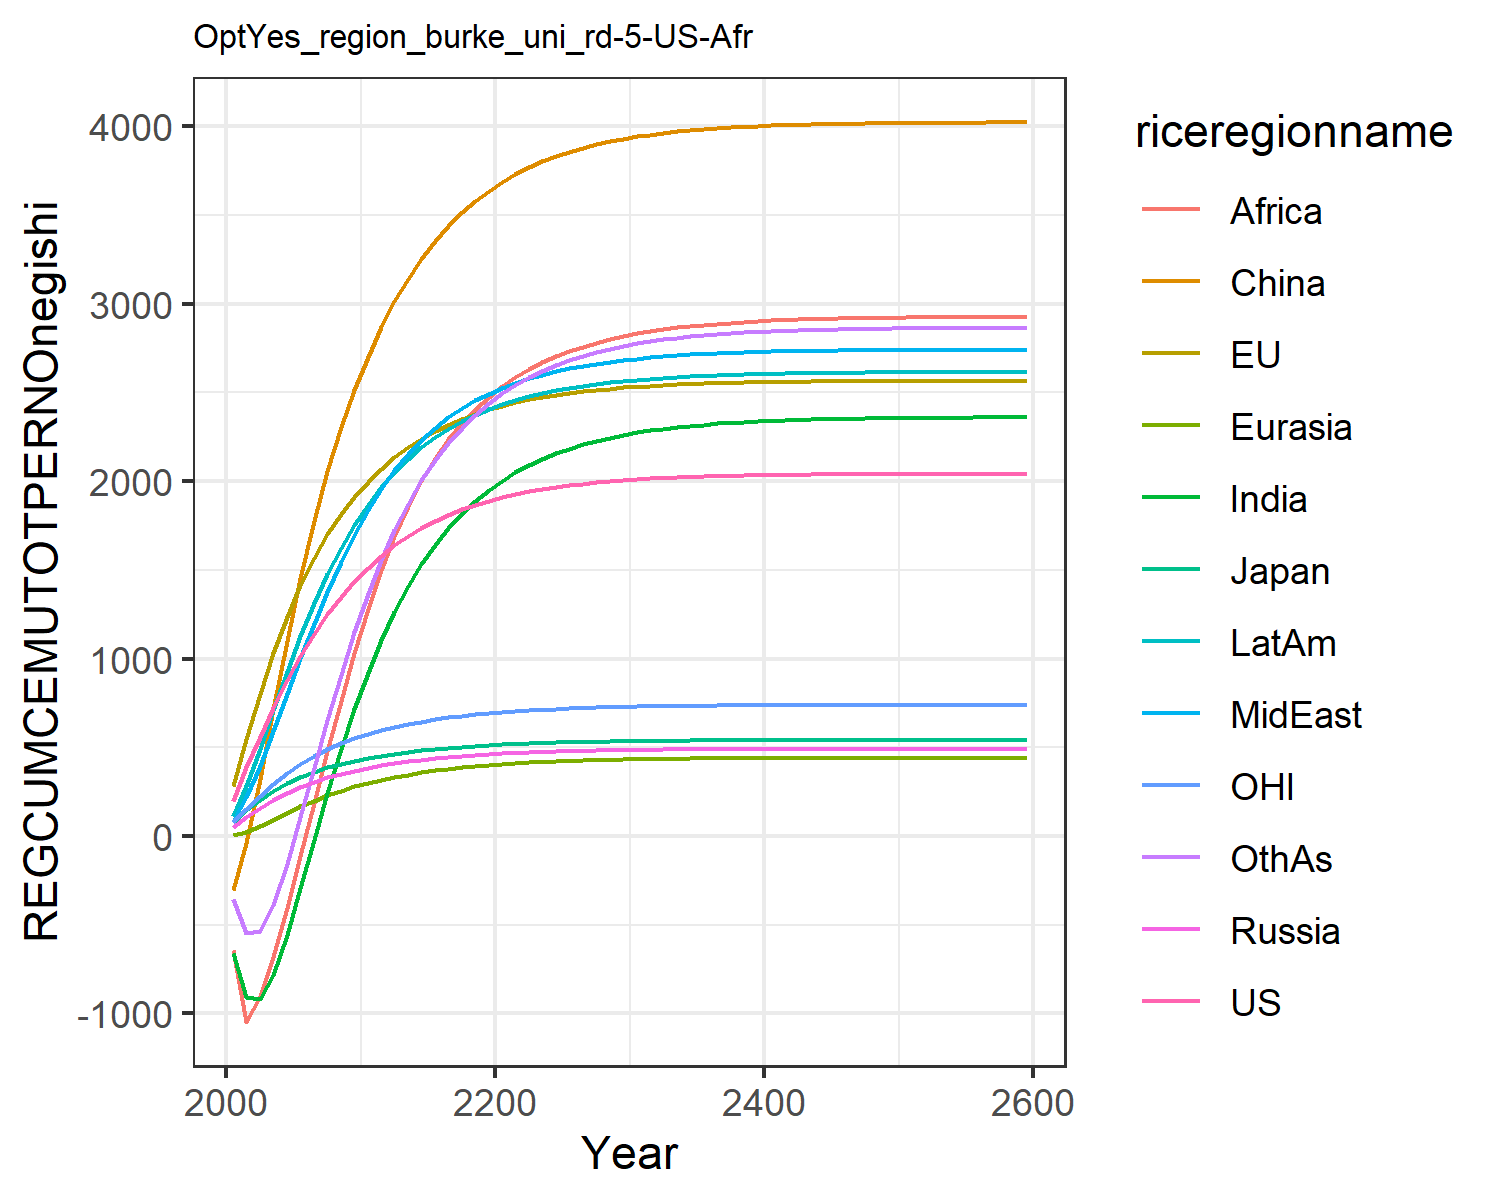 OptYes_region_burke_uni_rd-5-US-Afr
REGCUMCEMUTOTPERNOnegishi
4000
3000
2000
1000
0
-1000
2000 2200 2400 2600
Year
riceregionname
Africa
China
EU
Eurasia
India
Japan
LatAm
MidEast
OHI
OthAs
Russia
US